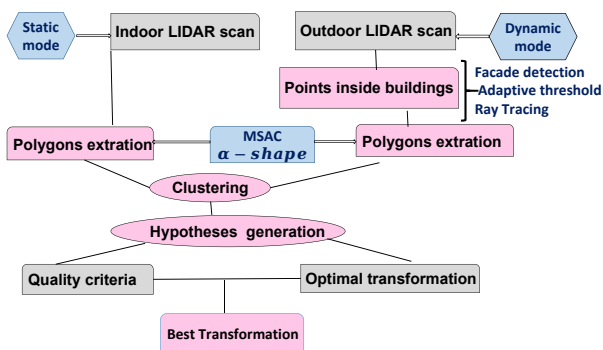 Static
mode
Indoor LIDAR scan
Outdoor LIDAR scan
Dynamic
mode
Points inside buildings
Facade detection
Adaptive threshold
Ray Tracing
Polygons extration
MSAC
α – shape
Polygons extration
Clustering
Hypotheses generation
Quality criteria
Optimal transformation
Best Transformation